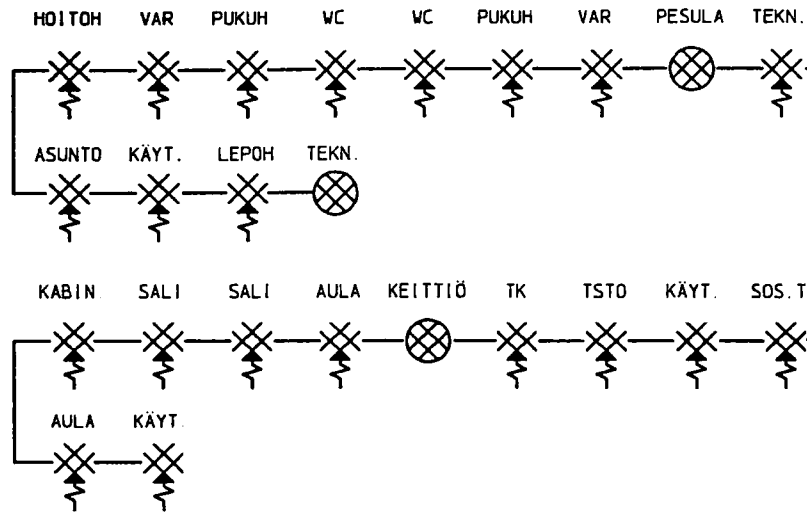 HOITOH VAR PUKUH WC WC PUKUH VAR PESULA TEKN.
ASUNTO KÄYT. LEPOH TEKN.
KABIN. SALI SALI AULA KEITTIÖ TK TSTO KÄYT. SOS.T
AULA KÄYT.